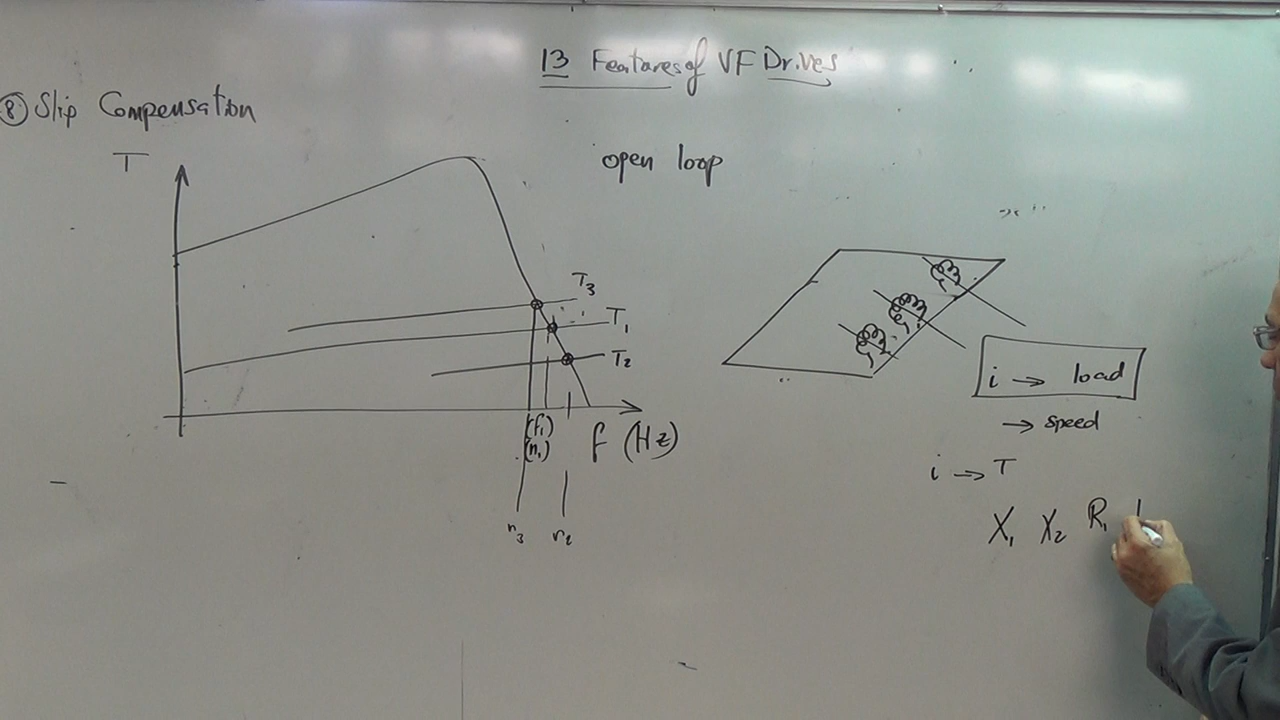 13 Features of VF Drives
⑧ Slip Compensation
T
open loop
T3
T1
T2
i → load
→ speed
(f1)
(n1)
f (Hz)
i → T
X1 X2 R1
n3
n2